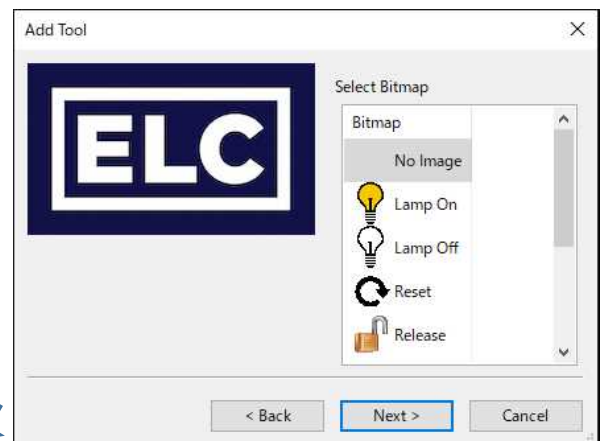 Add Tool
ELC
Select Bitmap
Bitmap
No Image
Lamp On
Lamp Off
Reset
Release
< Back
Next >
Cancel